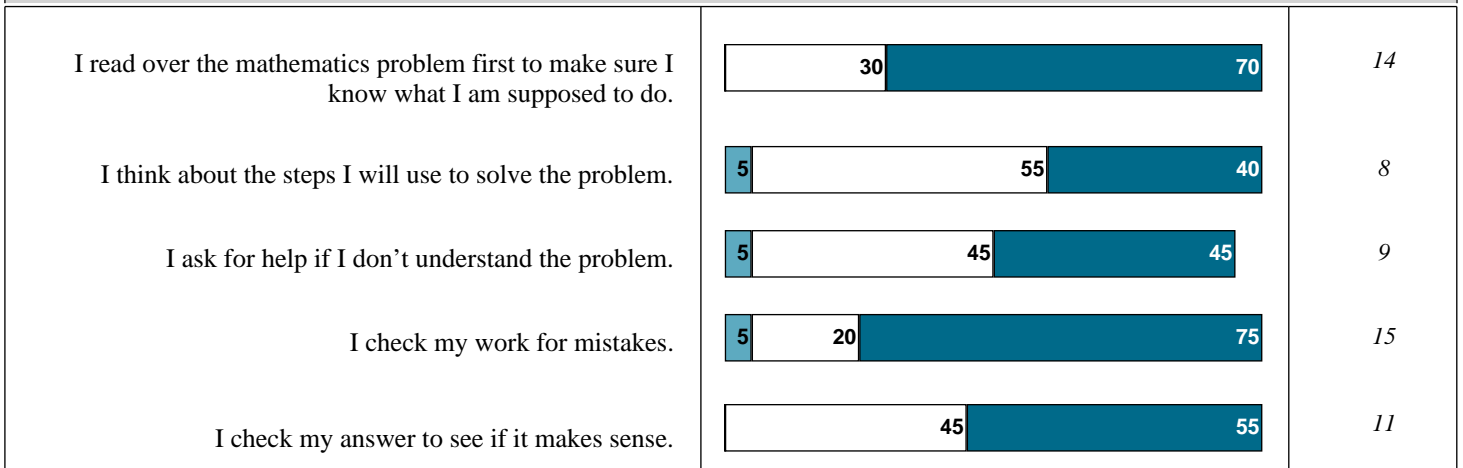 I read over the mathematics problem first to make sure I
know what I am supposed to do.
30 70
14
I think about the steps I will use to solve the problem.
5 55 40
8
I ask for help if I don’t understand the problem.
5 45 45
9
I check my work for mistakes.
5 20 75
15
I check my answer to see if it makes sense.
45 55
11